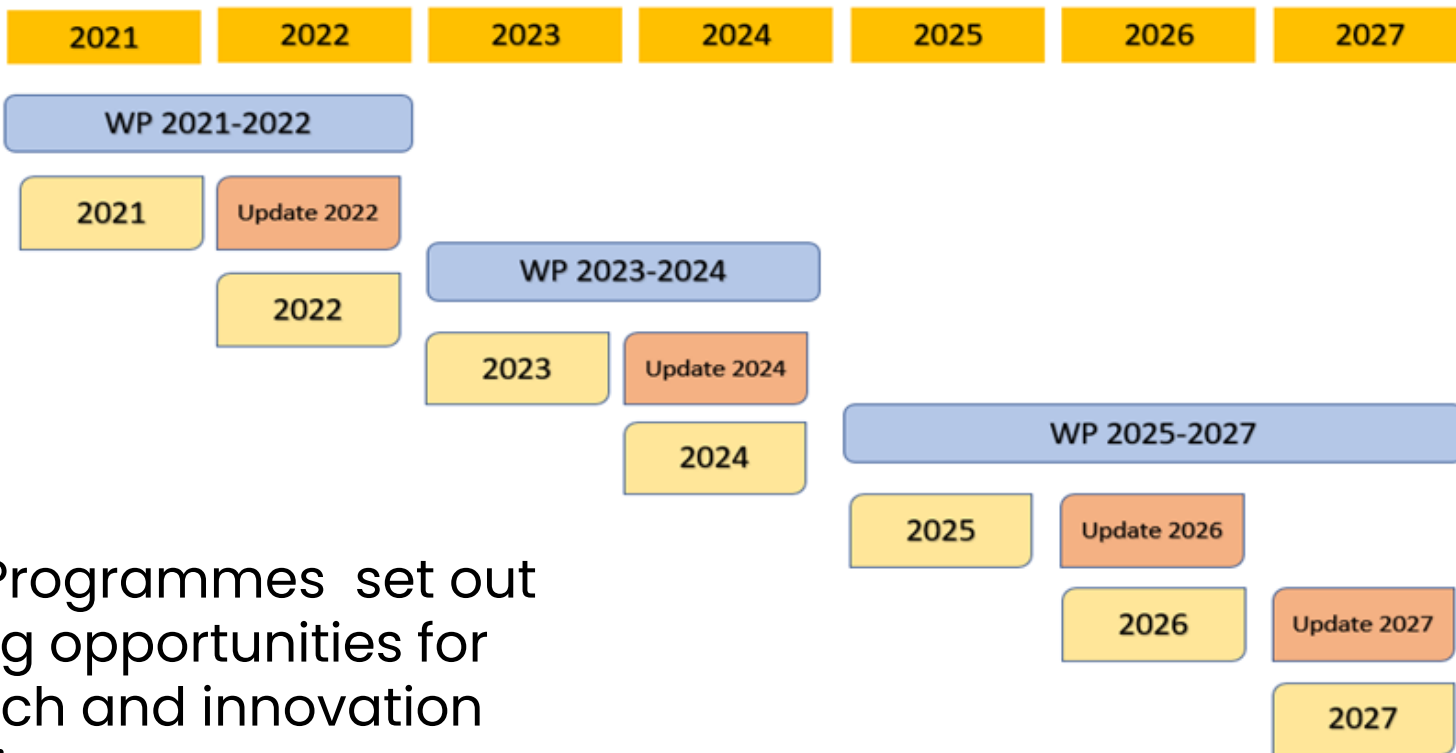 2021 2022 2023 2024 2025 2026 2027
WP 2021-2022
2021 Update 2022
2022
WP 2023-2024
2023 Update 2024
2024
WP 2025-2027
2025 Update 2026
2026 Update 2027
2027
Programmes set out
g opportunities for
ch and innovation